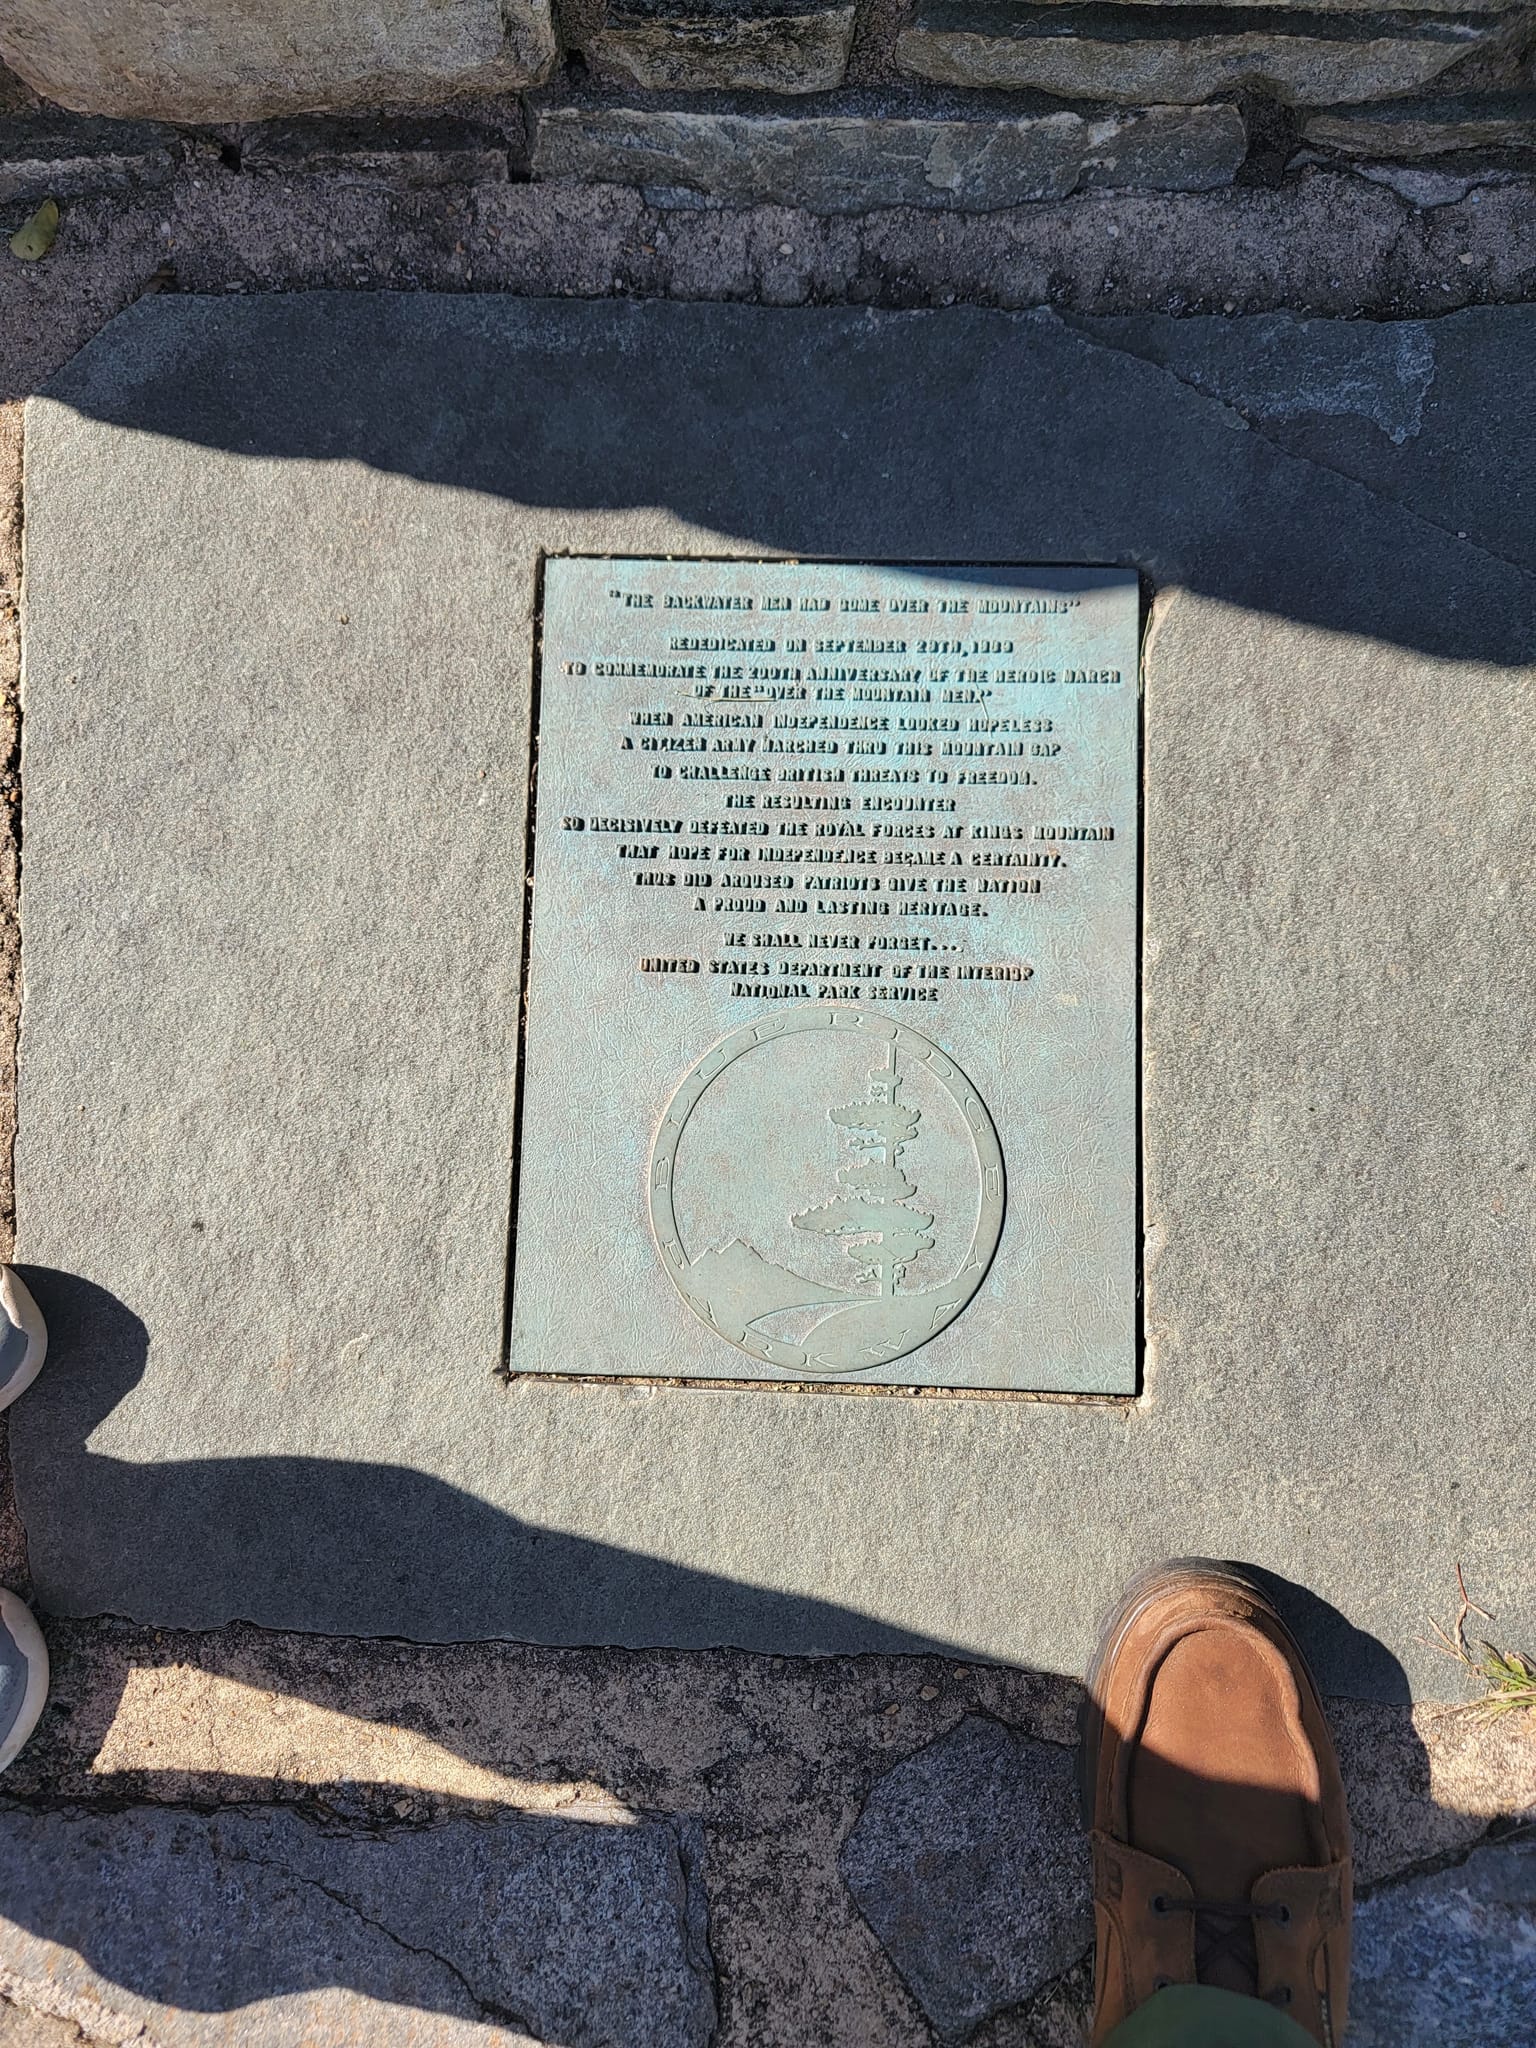 "THE BACKWATER MEN HAD COME OVER THE MOUNTAINS"
REDEDICATED ON SEPTEMBER 29TH, 1989
TO COMMEMORATE THE 200TH ANNIVERSARY OF THE HEROIC MARCH
OF THE "OVER THE MOUNTAIN MEN."
WHEN AMERICAN INDEPENDENCE LOOKED HOPELESS
A CITIZEN ARMY MARCHED THRU THIS MOUNTAIN GAP
TO CHALLENGE BRITISH THREATS TO FREEDOM.
THE RESULTING ENCOUNTER
SO DECISIVELY DEFEATED THE ROYAL FORCES AT KINGS MOUNTAIN
THAT HOPE FOR INDEPENDENCE BECAME A CERTAINTY.
THUS DID AROUSED PATRIOTS GIVE THE NATION
A PROUD AND LASTING HERITAGE.
WE SHALL NEVER FORGET....
UNITED STATES DEPARTMENT OF THE INTERIOR
NATIONAL PARK SERVICE
BLUE RIDGE
PARKWAY